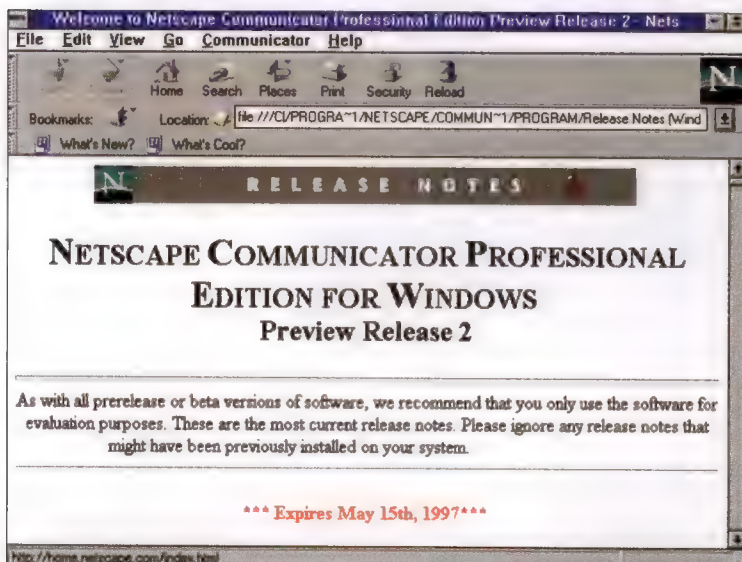 Welcome to Netscape Communicator Professional Edition Preview Release 2 - Nets
File Edit View Go Communicator Help
Home Search Places Print Security Reload
N
Bookmarks: Location: file:///C|/PROGRA~1/NETSCAPE/COMMUN~1/PROGRAM/Release Notes (Wind
What's New? What's Cool?
N RELEASE NOTES
NETSCAPE COMMUNICATOR PROFESSIONAL
EDITION FOR WINDOWS
Preview Release 2
As with all prerelease or beta versions of software, we recommend that you only use the software for
evaluation purposes. These are the most current release notes. Please ignore any release notes that
might have been previously installed on your system.
*** Expires May 15th, 1997***
http://home.netscape.com/index.html